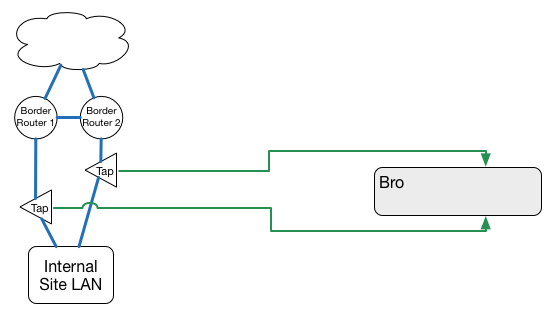 Border
Router 1
Border
Router 2
Tap
Bro
Tap
Internal
Site LAN